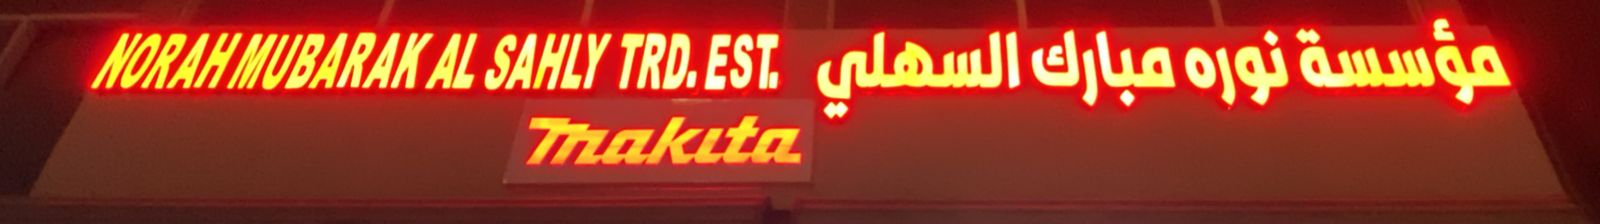 NORAH MUBARAK AL SAHLY TRD. EST.
مؤسسة نوره مبارك السهلي
makita